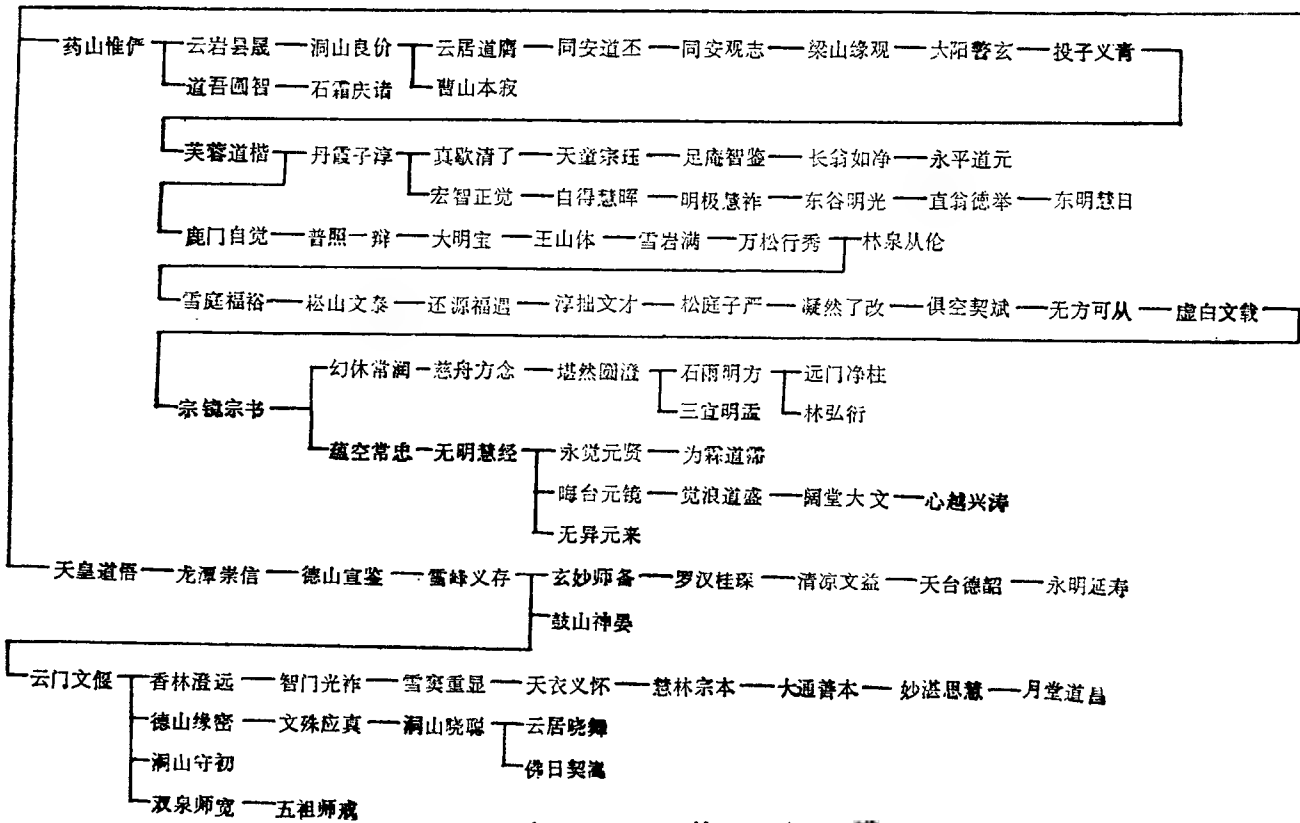 药山惟俨 云岩昙晟 洞山良价 云居道膺 同安道丕 同安观志 梁山缘观 大阳警玄 投子义青
道吾圆智 石霜庆诸 曹山本寂
芙蓉道楷 丹霞子淳 真歇清了 天童宗珏 足庵智鉴 长翁如净 永平道元
宏智正觉 自得慧晖 明极慧祚 东谷明光 直翁德举 东明慧日
鹿门自觉 普照一辩 大明宝 王山体 雪岩满 万松行秀 林泉从伦
雪庭福裕 嵩山文泰 还源福遇 淳拙文才 松庭子严 凝然了改 俱空契斌 无方可从 虚白文载
幻休常润 慈舟方念 堪然圆澄 石雨明方 远门净柱
宗镜宗书 三宜明盂 林弘衍
蕴空常忠 无明慧经 永觉元贤 为霖道霈
晦台元镜 觉浪道盛 阔堂大文 心越兴涛
无异元来
天皇道悟 龙潭崇信 德山宣鉴 雪峰义存 玄妙师备 罗汉桂琛 清凉文益 天台德韶 永明延寿
鼓山神晏
云门文偃 香林澄远 智门光祚 雪窦重显 天衣义怀 慧林宗本 大通善本 妙湛思慧 月堂道昌
德山缘密 文殊应真 洞山晓聪 云居晓舜
洞山守初 佛日契嵩
双泉师宽 五祖师戒